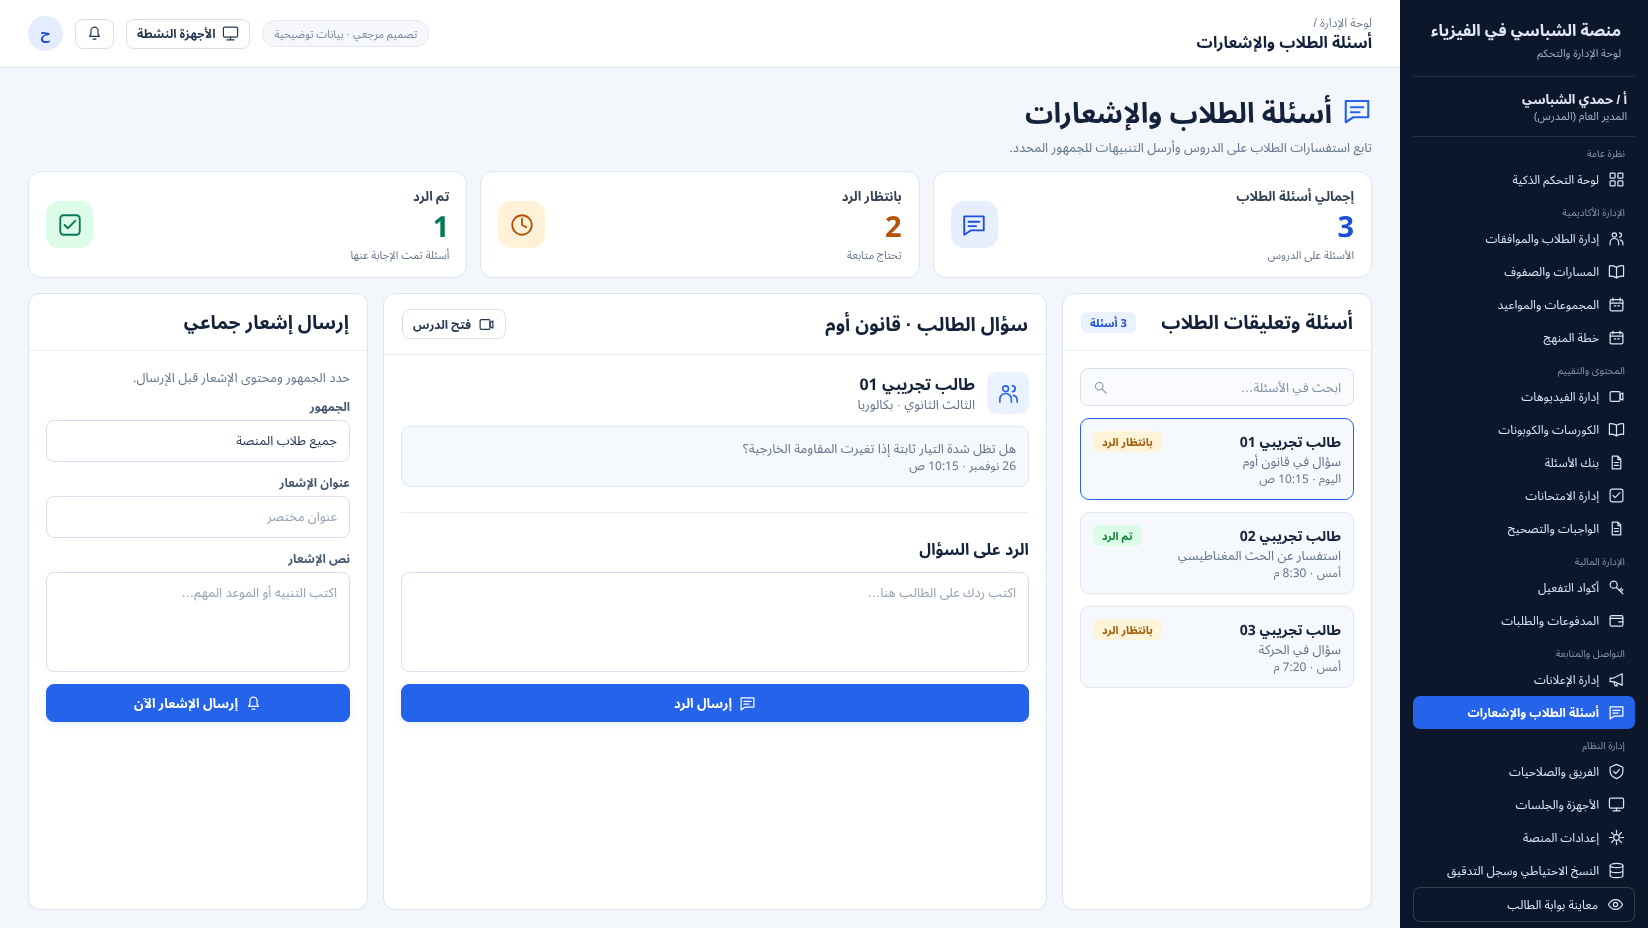 منصة الشباسي في الفيزياء
لوحة الإدارة والتحكم
أ / حمدي الشباسي
المدير العام (المدرس)
نظرة عامة
لوحة التحكم الذكية
الإدارة الأكاديمية
إدارة الطلاب والموافقات
المسارات والصفوف
المجموعات والمواعيد
خطة المنهج
المحتوى والتقييم
إدارة الفيديوهات
الكورسات والكوبونات
بنك الأسئلة
إدارة الامتحانات
الواجبات والتصحيح
الإدارة المالية
أكواد التفعيل
المدفوعات والطلبات
التواصل والمتابعة
إدارة الإعلانات
أسئلة الطلاب والإشعارات
إدارة النظام
الفريق والصلاحيات
الأجهزة والجلسات
إعدادات المنصة
النسخ الاحتياطي وسجل التدقيق
معاينة بوابة الطالب
لوحة الإدارة /
أسئلة الطلاب والإشعارات
تصميم مرجعي · بيانات توضيحية
الأجهزة النشطة
ح
أسئلة الطلاب والإشعارات
تابع استفسارات الطلاب على الدروس وأرسل التنبيهات للجمهور المحدد.
إجمالي أسئلة الطلاب
3
الأسئلة على الدروس
بانتظار الرد
2
تحتاج متابعة
تم الرد
1
أسئلة تمت الإجابة عنها
أسئلة وتعليقات الطلاب
3 أسئلة
ابحث في الأسئلة...
طالب تجريبي 01
بانتظار الرد
سؤال في قانون أوم
اليوم · 10:15 ص
طالب تجريبي 02
تم الرد
استفسار عن الحث المغناطيسي
أمس · 8:30 م
طالب تجريبي 03
بانتظار الرد
سؤال في الحركة
أمس · 7:20 م
سؤال الطالب · قانون أوم
فتح الدرس
طالب تجريبي 01
الثالث الثانوي · بكالوريا
هل تظل شدة التيار ثابتة إذا تغيرت المقاومة الخارجية؟
26 نوفمبر · 10:15 ص
الرد على السؤال
اكتب ردك على الطالب هنا...
إرسال الرد
إرسال إشعار جماعي
حدد الجمهور ومحتوى الإشعار قبل الإرسال.
الجمهور
جميع طلاب المنصة
عنوان الإشعار
عنوان مختصر
نص الإشعار
اكتب التنبيه أو الموعد المهم...
إرسال الإشعار الآن